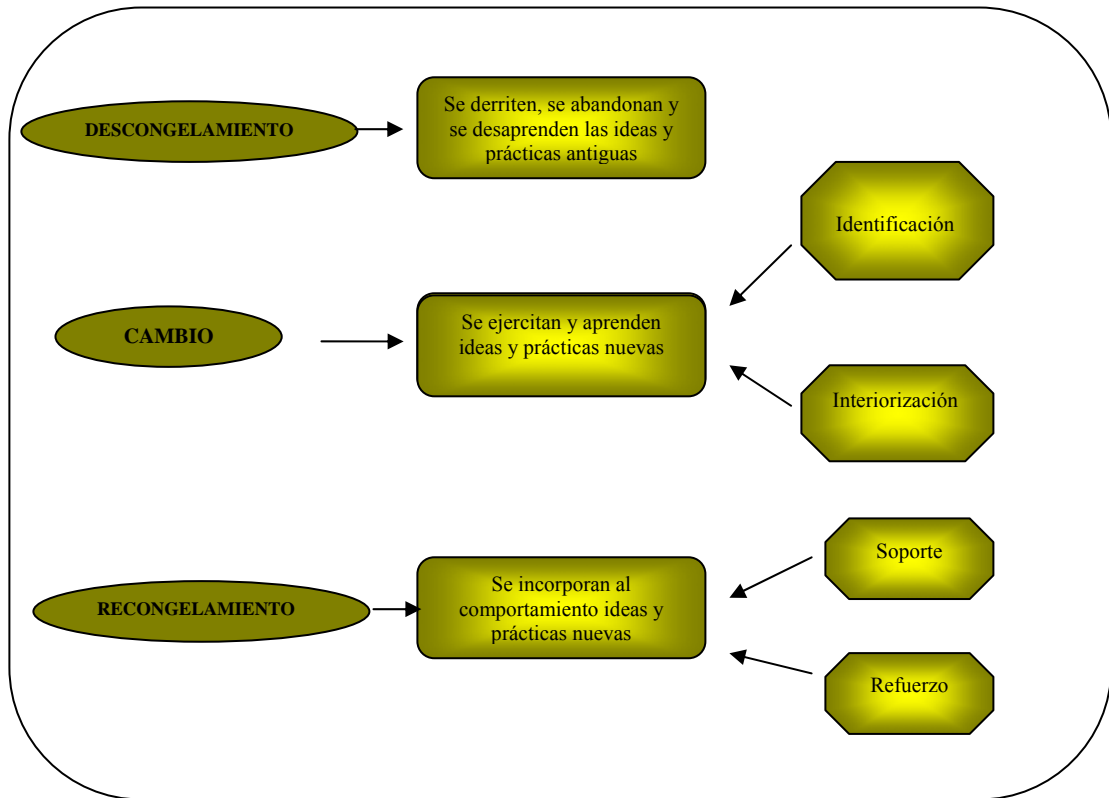 DESCONGELAMIENTO
Se derriten, se abandonan y
se desaprenden las ideas y
prácticas antiguas
Identificación
CAMBIO
Se ejercitan y aprenden
ideas y prácticas nuevas
Interiorización
Soporte
RECONGELAMIENTO
Se incorporan al
comportamiento ideas y
prácticas nuevas
Refuerzo